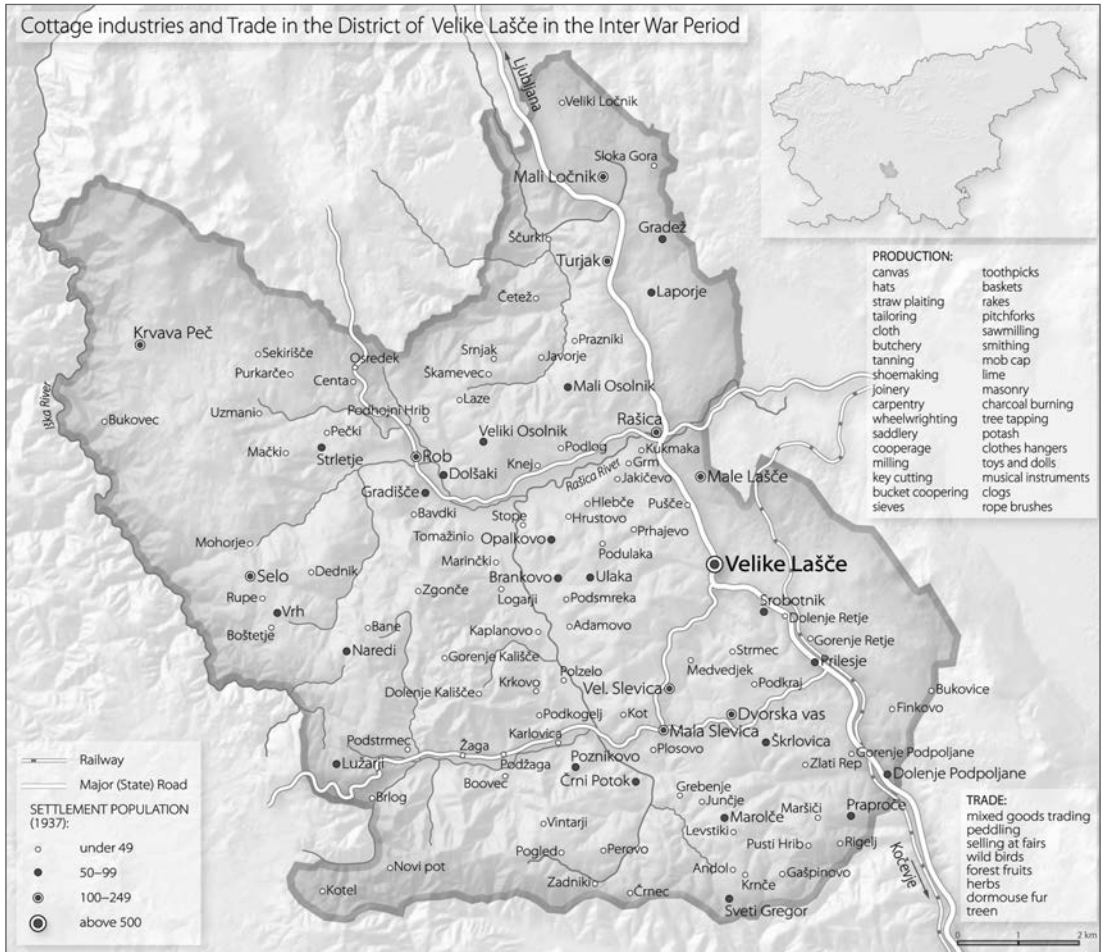 Cottage industries and Trade in the District of Velike Lašče in the Inter War Period
Ljubljana
Veliki Ločnik
Sloka Gora
Mali Ločnik
Gradež
Ščurki
Turjak
Laporje
Četež
Krvava Peč
Prazniki
Srnjak
Javorje
Sekirišče
Osredek
Purkarče
Centa
Škamevec
Mali Osolnik
Iška River
Laze
Uzmani
Podhojni Hrib
Bukovec
Rašica
Pečki
Veliki Osolnik
Podlog
Kukmaka
Mački
Strletje
Rob
Knej
Grm
Dolšaki
Rašica River
Jakičevo
Male Lašče
Gradišče
Hlebče
Pušče
Bavdki
Stope
Hrustovo
Prhajevo
Tomažini
Opalkovo
Mohorje
Podulaka
Marinčki
Velike Lašče
Selo
Dednik
Brankovo
Ulaka
Zgonče
Logarji
Podsmreka
Rupe
Vrh
Srobotnik
Dolenje Retje
Boštetje
Bane
Kaplanovo
Adamovo
Gorenje Retje
Naredi
Gorenje Kališče
Strmec
Medvedjek
Prilesje
Polzelo
Krkovo
Dolenje Kališče
Vel. Slevica
Podkraj
Bukovice
Finkovo
Podkogelj
Kot
Dvorska vas
Karlovica
Mala Slevica
Podstrmec
Žaga
Plosovo
Škrlovica
Gorenje Podpoljane
Lužarji
Podžaga
Poznikovo
Zlati Rep
Boovec
Črni Potok
Dolenje Podpoljane
Brlog
Grebenje
Junčje
Maršiči
Praproče
Vintarji
Marolče
Levstiki
Pusti Hrib
Rigelj
Pogled
Perovo
Novi pot
Andol
Gašpinovo
Kočevje
Kotel
Zadniki
Črnec
Krnče
Sveti Gregor
PRODUCTION:
canvas
hats
straw plaiting
tailoring
cloth
butchery
tanning
shoemaking
joinery
carpentry
wheelwrighting
saddlery
cooperage
milling
key cutting
bucket coopering
sieves
toothpicks
baskets
rakes
pitchforks
sawmilling
smithing
mob cap
lime
masonry
charcoal burning
tree tapping
potash
clothes hangers
toys and dolls
musical instruments
clogs
rope brushes
Railway
Major (State) Road
SETTLEMENT POPULATION
(1937):
under 49
50–99
100–249
above 500
TRADE:
mixed goods trading
peddling
selling at fairs
wild birds
forest fruits
herbs
dormouse fur
treen
0 2 km